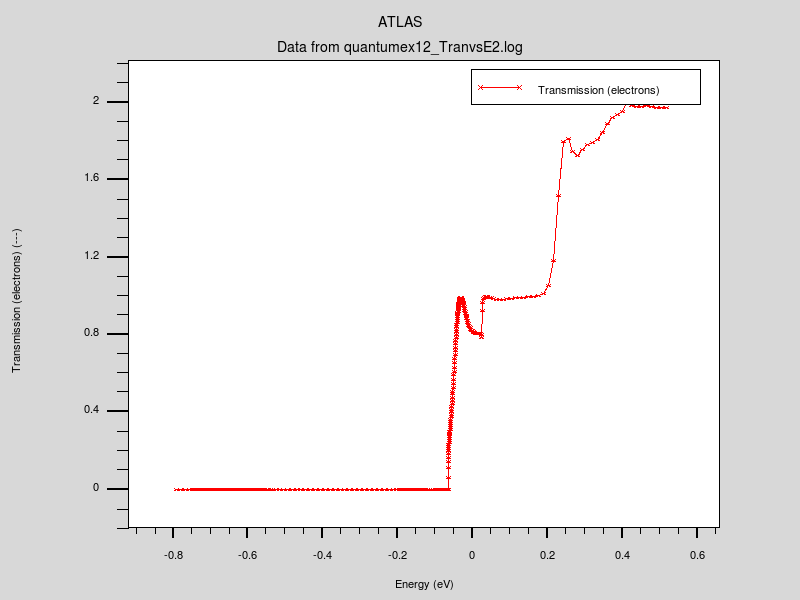 ATLAS
Data from quantumex12_TranvsE2.log
Transmission (electrons)
Transmission (electrons) (---)
2
1.6
1.2
0.8
0.4
0
-0.8
-0.6
-0.4
-0.2
0
0.2
0.4
0.6
Energy (eV)